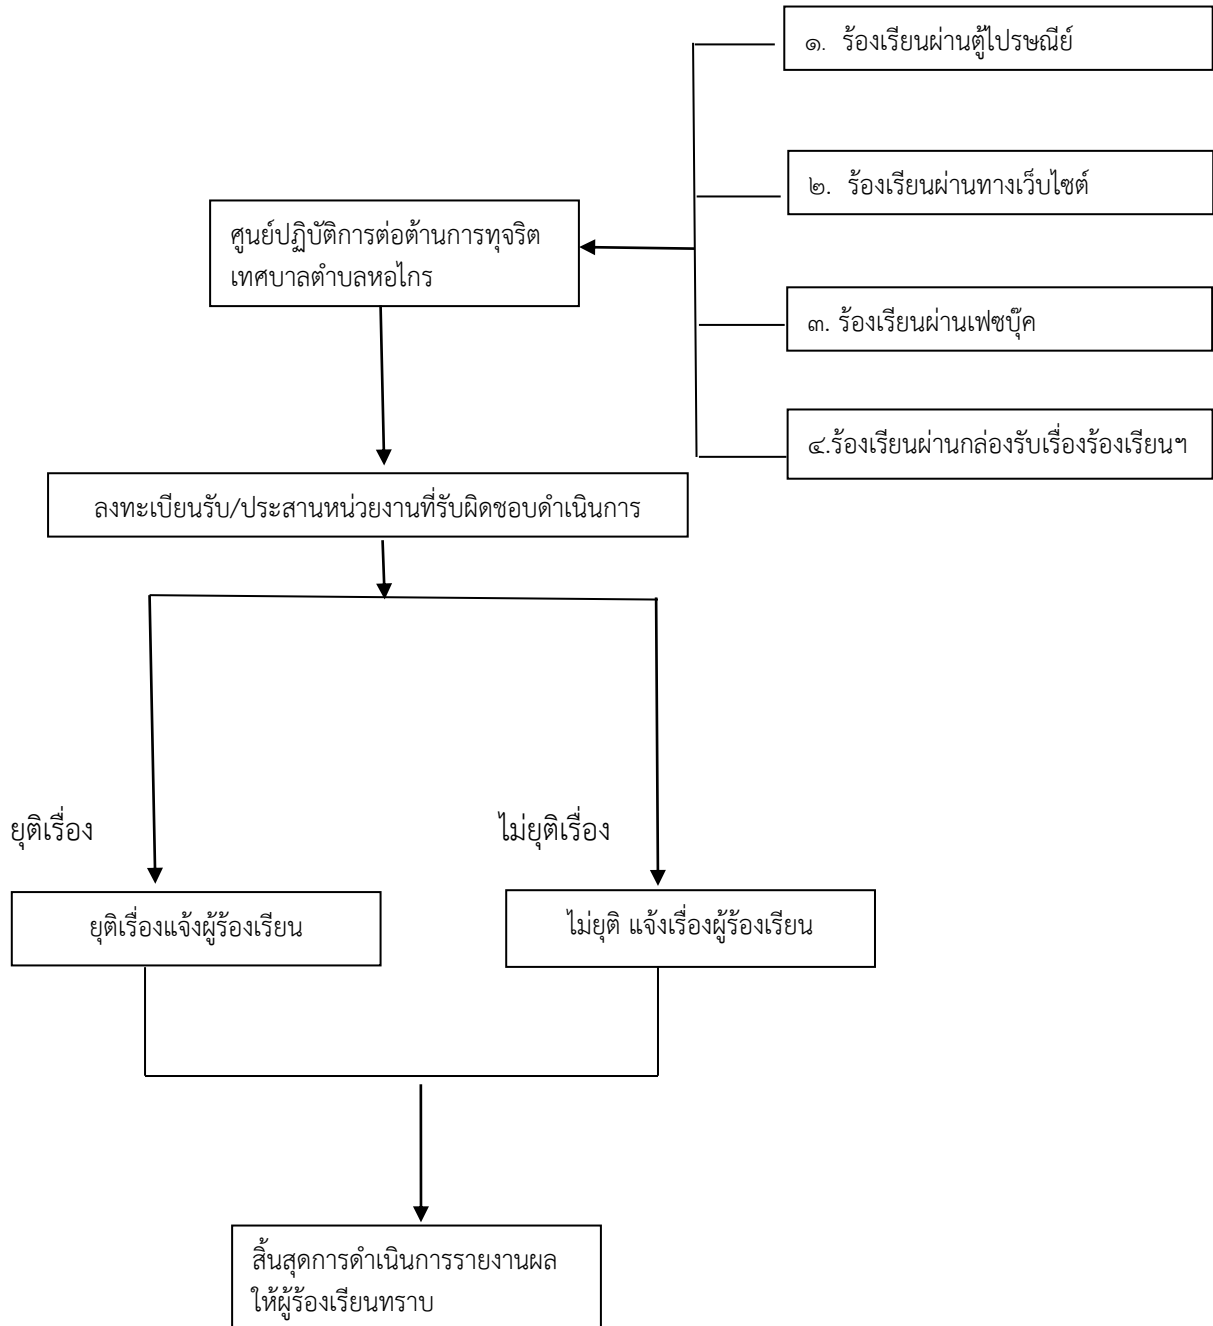 ๑.  ร้องเรียนผ่านตู้ไปรษณีย์
๒.  ร้องเรียนผ่านทางเว็บไซต์
ศูนย์ปฏิบัติการต่อต้านการทุจริต
เทศบาลตำบลหอไกร
๓. ร้องเรียนผ่านเฟซบุ๊ค
๔.ร้องเรียนผ่านกล่องรับเรื่องร้องเรียนฯ
ลงทะเบียนรับ/ประสานหน่วยงานที่รับผิดชอบดำเนินการ
ยุติเรื่อง
ไม่ยุติเรื่อง
ยุติเรื่องแจ้งผู้ร้องเรียน
ไม่ยุติ แจ้งเรื่องผู้ร้องเรียน
สิ้นสุดการดำเนินการรายงานผล
ให้ผู้ร้องเรียนทราบ